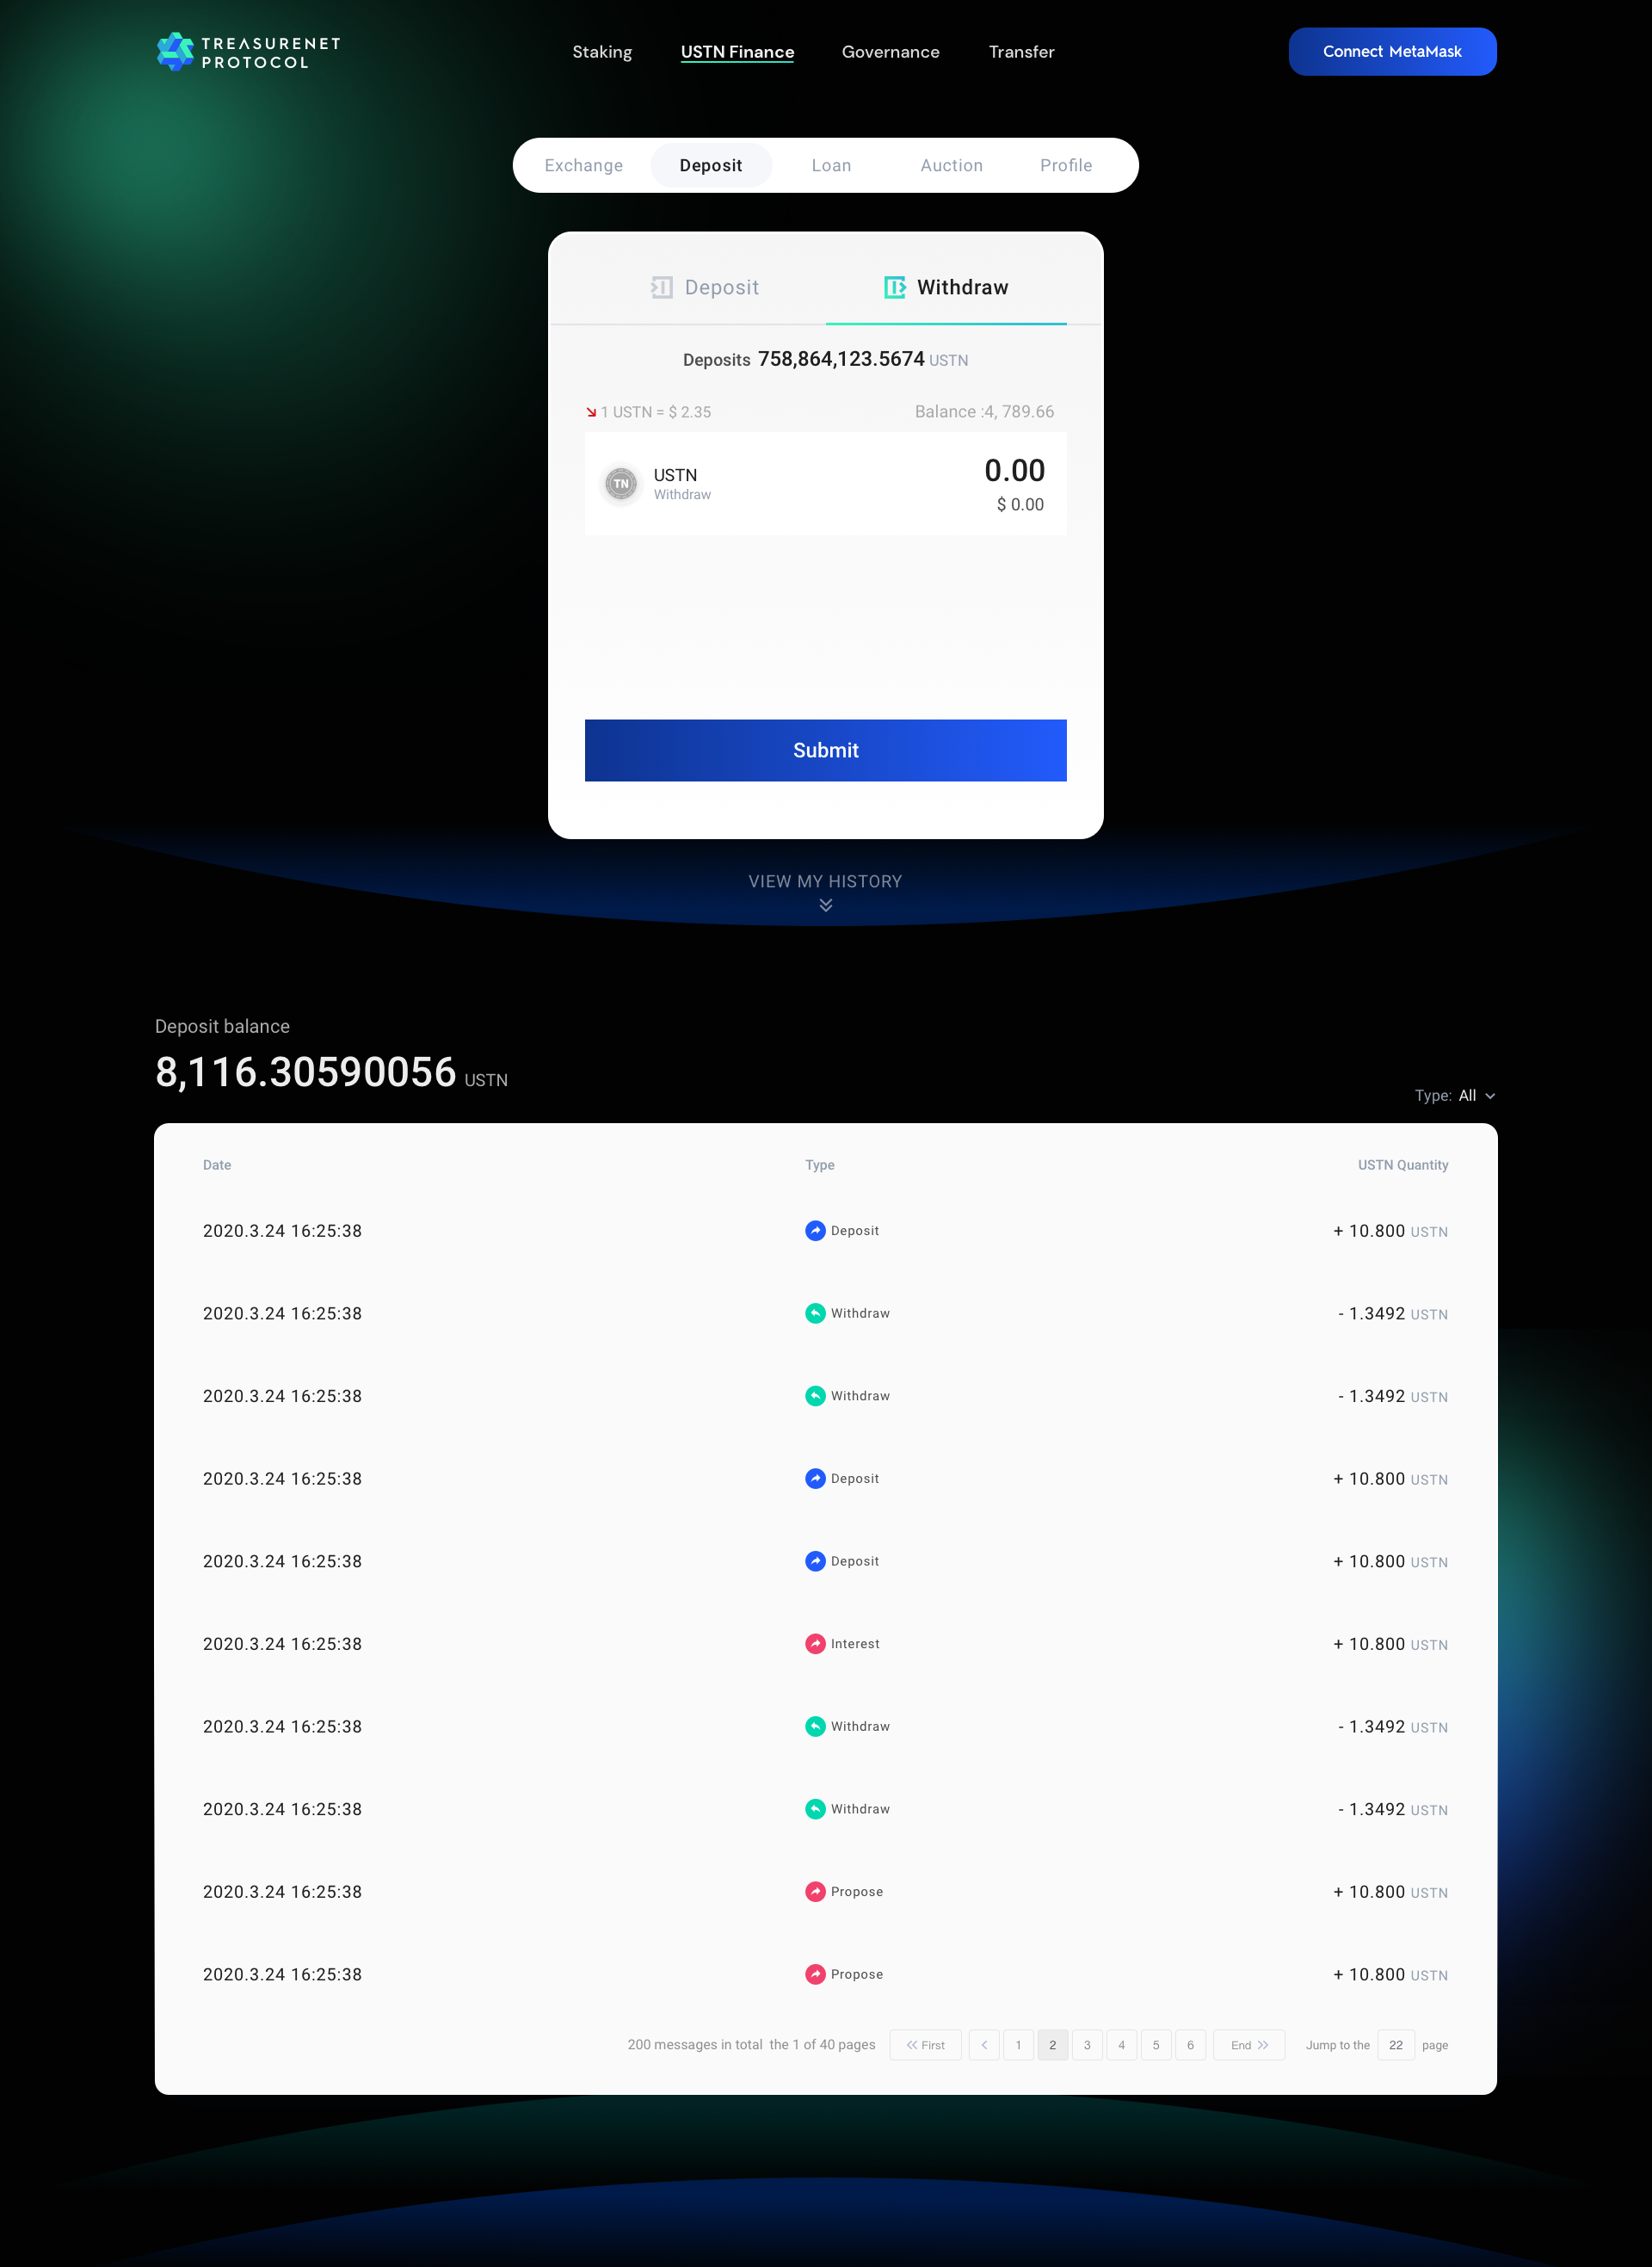 TREASURENET
PROTOCOL
Staking USTN Finance Governance Transfer
Connect MetaMask
Exchange Deposit Loan Auction Profile
Deposit Withdraw
Deposits 758,864,123.5674 USTN
1 USTN = $ 2.35 Balance :4, 789.66
TN USTN 0.00
Withdraw $ 0.00
Submit
VIEW MY HISTORY
Deposit balance
8,116.30590056 USTN
Type: All
Date Type USTN Quantity
2020.3.24 16:25:38 Deposit + 10.800 USTN
2020.3.24 16:25:38 Withdraw - 1.3492 USTN
2020.3.24 16:25:38 Withdraw - 1.3492 USTN
2020.3.24 16:25:38 Deposit + 10.800 USTN
2020.3.24 16:25:38 Deposit + 10.800 USTN
2020.3.24 16:25:38 Interest + 10.800 USTN
2020.3.24 16:25:38 Withdraw - 1.3492 USTN
2020.3.24 16:25:38 Withdraw - 1.3492 USTN
2020.3.24 16:25:38 Propose + 10.800 USTN
2020.3.24 16:25:38 Propose + 10.800 USTN
200 messages in total the 1 of 40 pages First 1 2 3 4 5 6 End Jump to the 22 page